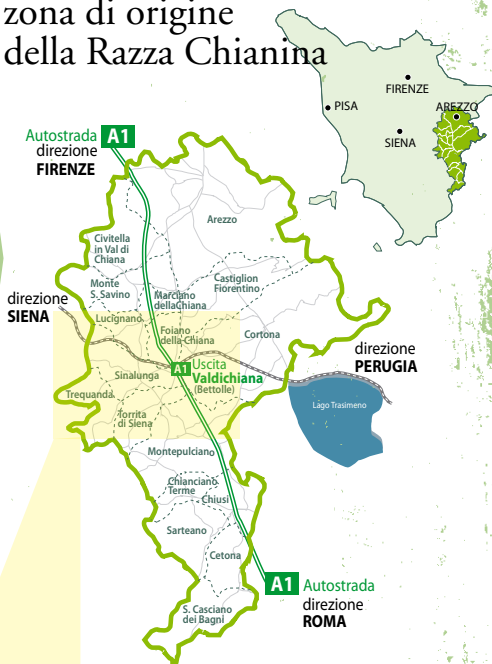 zona di origine
della Razza Chianina
FIRENZE
PISA
AREZZO
SIENA
Autostrada A1
direzione
FIRENZE
Arezzo
Civitella
in Val di
Chiana
Castiglion
Fiorentino
Monte
S. Savino
Marciano
dellaChiana
direzione
SIENA
Lucignano
Foiano
della Chiana
Cortona
direzione
PERUGIA
A1 Uscita
Valdichiana
(Bettolle)
Sinalunga
Trequanda
Torrita
di Siena
Lago Trasimeno
Montepulciano
Chianciano
Terme
Chiusi
Sarteano
Cetona
A1 Autostrada
direzione
ROMA
S. Casciano
dei Bagni